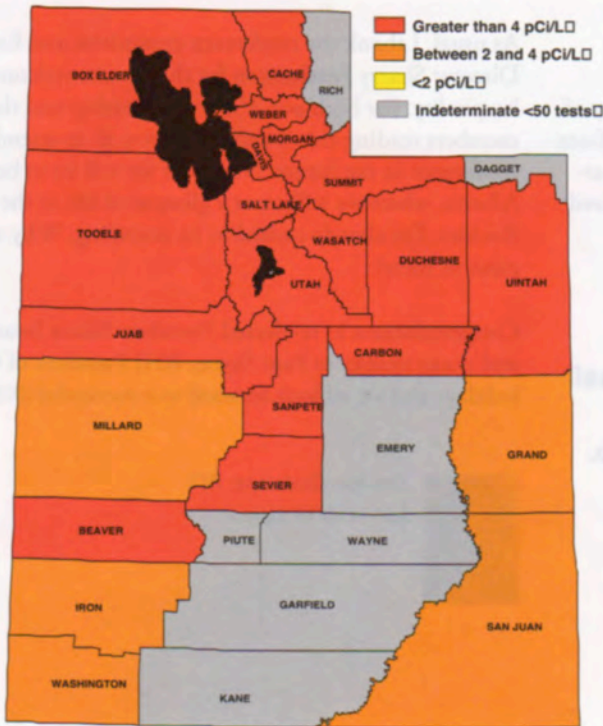 Greater than 4 pCi/L□
Between 2 and 4 pCi/L□
<2 pCi/L□
Indeterminate <50 tests□
BOX ELDER
CACHE
RICH
WEBER
MORGAN
DAVIS
DAGGET
SUMMIT
SALT LAKE
TOOELE
WASATCH
DUCHESNE
UINTAH
UTAH
JUAB
CARBON
SANPETE
MILLARD
EMERY
GRAND
SEVIER
BEAVER
PIUTE
WAYNE
IRON
GARFIELD
SAN JUAN
WASHINGTON
KANE